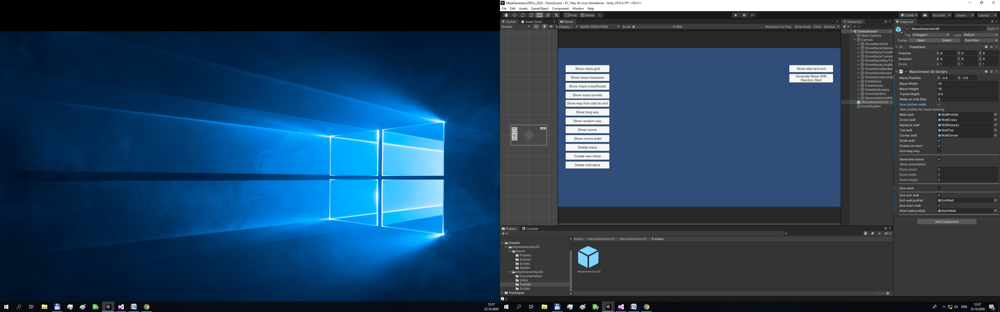 MazeGenerator2DPro_2020 - DemoScene - PC, Mac & Linux Standalone - Unity 2019.3.7f1* <DX11>
File Edit Assets GameObject Component Window Help
Pivot Global Collab Account Layers Layout
Scene Asset Store
Shaded 2D
Game
Display 1 fullHD (1920x1080) Scale 0.565x Maximize On Play Mute Audio Stats Gizmos
Show maze grid
Show maze impasses
Show maze crossRoads
Show maze tunnels
Show way from start to end
Show long way
Show random way
Show rooms
Show rooms enter
Delete maze
Create new maze
Delete indicators
Show start and exit
Generate Maze With
Random Start
Hierarchy
All
DemoScene*
Main Camera
Canvas
ShowMazeGrid
ShowMazeImpasse
ShowMazeCrossRo
ShowMazeTunnels
ShowMazeWayToE
ShowMazeLongWa
ShowMazeRandom
ShowMazeRooms
ShowMazeRoomsE
DelteMaze
Createmaze
DeleteIndicators
ShowStartExit
GenerateMazeWith
MazeGenerator2D
EventSystem
Inspector
MazeGenerator2D Static
Tag Untagged Layer Default
Prefab Open Select Overrides
Transform
Position X 0 Y 0 Z 0
Rotation X 0 Y 0 Z 0
Scale X 1 Y 1 Z 1
Maze Drawer 2D (Script)
Maze Position X -3.5 Y -3.5
Maze Width 10
Maze Height 10
Tunnel Wigth 0.3
Walls on Cell Side 3
Use custom walls
Wall prefabs for maze drawing:
Main wall WallPrefab
Cross wall WallCross
Impasse wall WallImpass
Tee wall WallTee
Corner wall WallCorner
Scale wall
Create on start
Use long way
Generate rooms
Room parameters:
Room count 2
Room width 2
Room height 2
Use seed
Use exit wall
Exit wall prefab ExitWall
Use start wall
Start wall prefab StartWall
Add Component
Project Console
17
Assets
MazeGenerator2D
Demo
Prefabs
Scenes
Scripts
Sprites
MazeGenerator2D
Documentation
Editor
Prefabs
Scripts
Packages
Assets > MazeGenerator2D > MazeGenerator2D > Prefabs
MazeGenerator2D
2
12:37
23.10.2020
ENG
12:37
23.10.2020
4